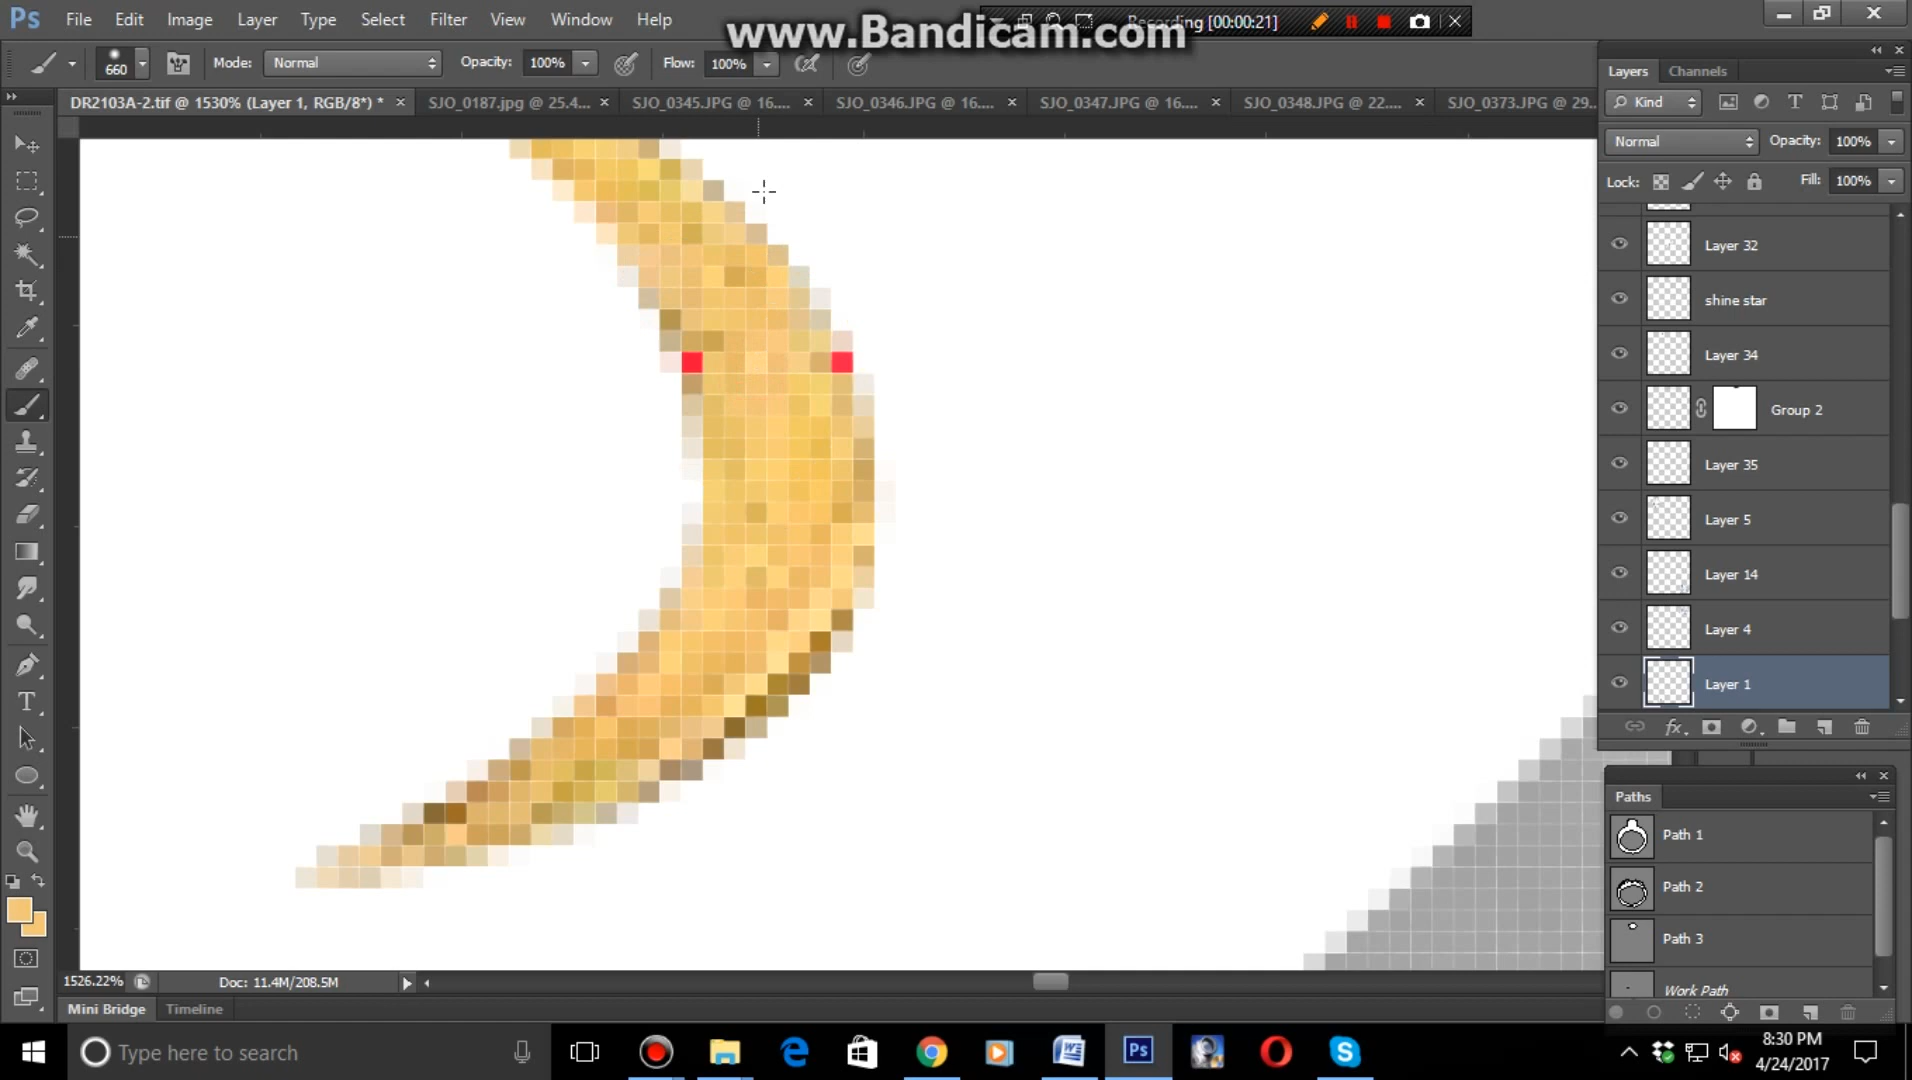 Ps File Edit Image Layer Type Select Filter View Window Help
www.Bandicam.com
Recording [00:00:21]
660 Mode: Normal Opacity: 100% Flow: 100%
DR2103A-2.tif @ 1530% (Layer 1, RGB/8*) * × SJO_0187.jpg @ 25.4... × SJO_0345.JPG @ 16.... × SJO_0346.JPG @ 16.... × SJO_0347.JPG @ 16.... × SJO_0348.JPG @ 22.... × SJO_0373.JPG @ 29...
Layers Channels
Kind
Normal Opacity: 100%
Lock: Fill: 100%
Layer 32
shine star
Layer 34
Group 2
Layer 35
Layer 5
Layer 14
Layer 4
Layer 1
fx
Paths
Path 1
Path 2
Path 3
Work Path
1526.22% Doc: 11.4M/208.5M
Mini Bridge Timeline
Type here to search
8:30 PM
4/24/2017